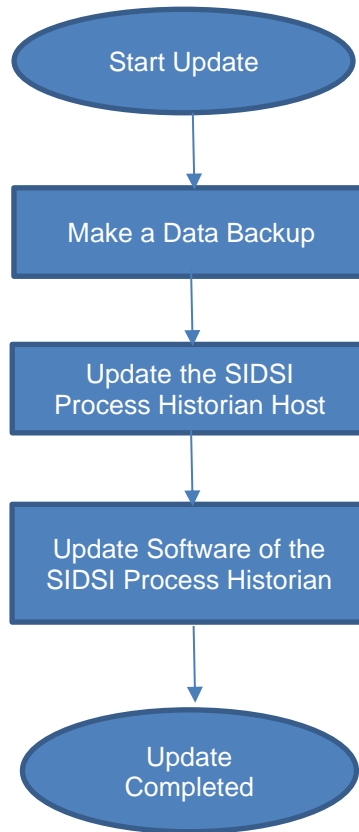 Start Update
Make a Data Backup
Update the SIDSI
Process Historian Host
Update Software of the
SIDSI Process Historian
Update
Completed